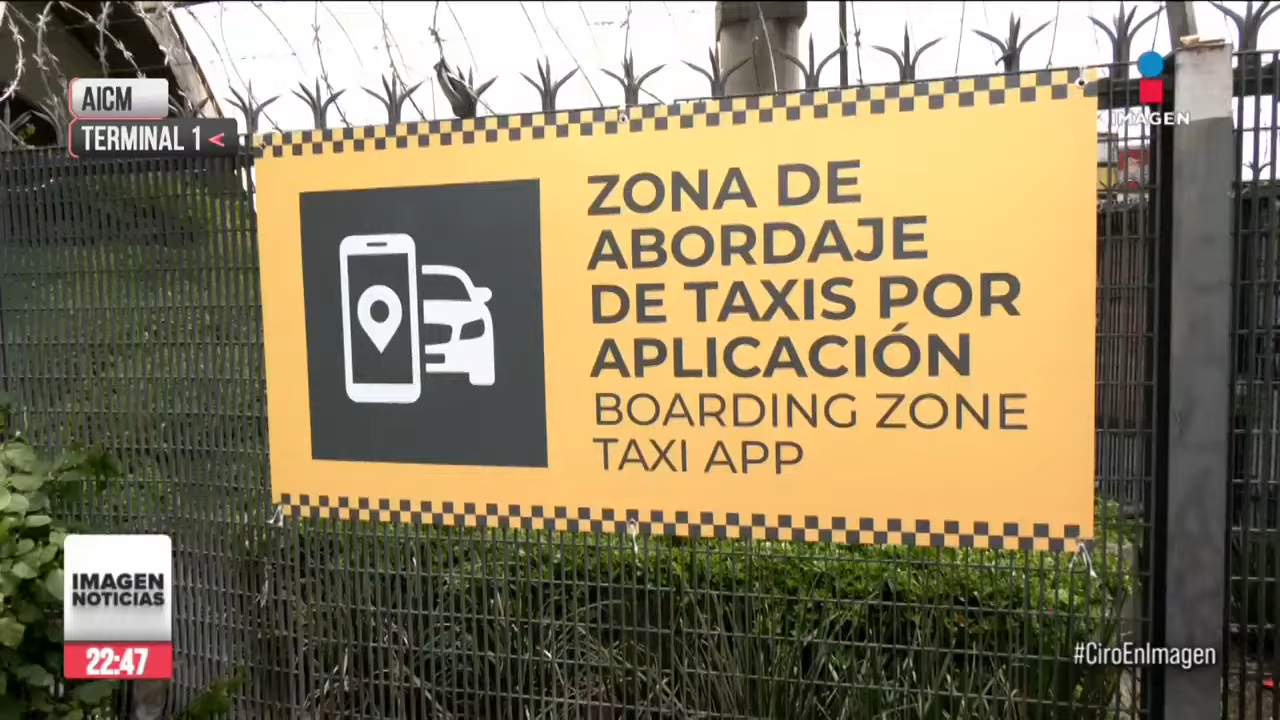 AICM
TERMINAL 1 <
IMAGEN
ZONA DE
ABORDAJE
DE TAXIS POR
APLICACIÓN
BOARDING ZONE
TAXI APP
IMAGEN
NOTICIAS
22:47
#CiroEnImagen